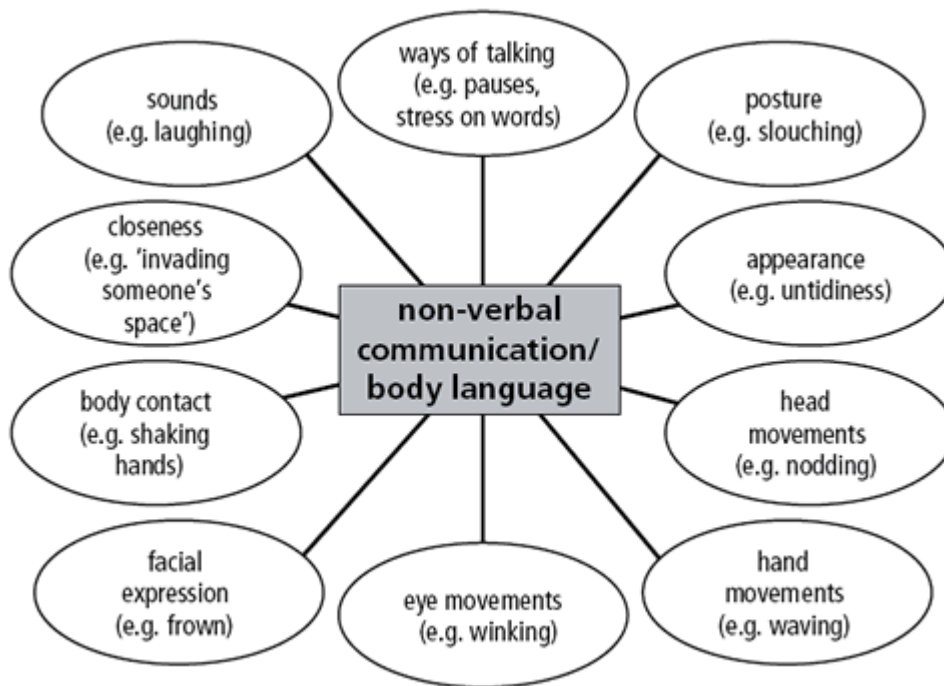 ways of talking
(e.g. pauses,
stress on words)
sounds
(e.g. laughing)
posture
(e.g. slouching)
closeness
(e.g. ‘invading
someone’s
space’)
appearance
(e.g. untidiness)
non-verbal
communication/
body language
body contact
(e.g. shaking
hands)
head
movements
(e.g. nodding)
facial
expression
(e.g. frown)
eye movements
(e.g. winking)
hand
movements
(e.g. waving)